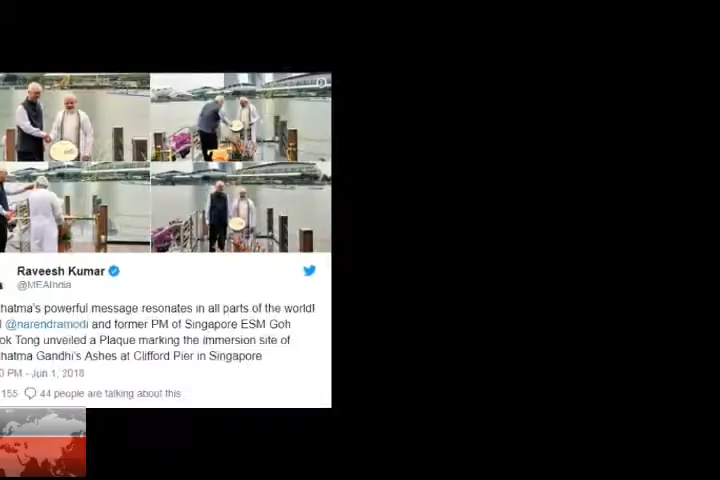 Raveesh Kumar
@MEAIndia
hatma's powerful message resonates in all parts of the world!
@narendramodi and former PM of Singapore ESM Goh
ok Tong unveiled a Plaque marking the immersion site of
hatma Gandhi's Ashes at Clifford Pier in Singapore
PM - Jun 1, 2018
155 44 people are talking about this